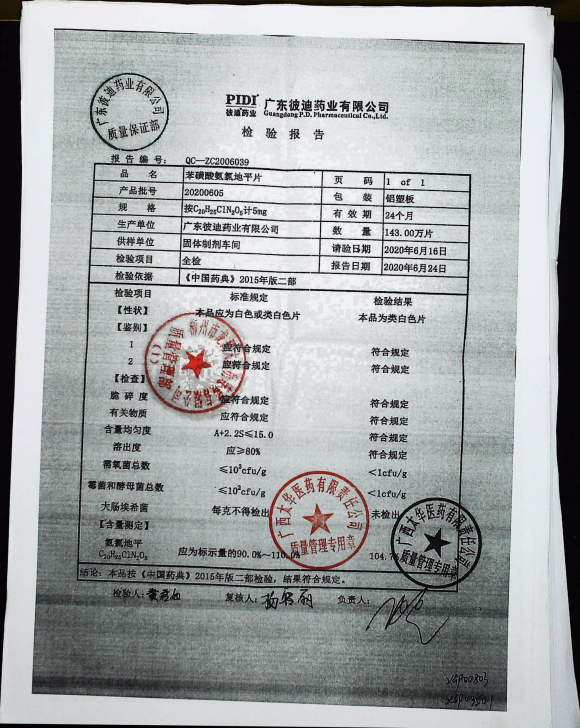 广东彼迪药业有限公司
质量保证部
PIDI
彼迪药业
广东彼迪药业有限公司
Guangdong P.D. Pharmaceutical Co.,Ltd.
检验报告
报告编号： QC—ZC2006039
品名 苯磺酸氨氯地平片 页码 1 of 1
产品批号 20200605 包装 铝塑板
规格 按C20H25ClN2O5计5mg 有效期 24个月
生产单位 广东彼迪药业有限公司 数量 143.00万片
供样单位 固体制剂车间 请验日期 2020年6月16日
检验项目 全检 报告日期 2020年6月24日
检验依据 《中国药典》2015年版二部
检验项目 标准规定 检验结果
【性状】 本品应为白色或类白色片 本品为类白色片
【鉴别】
1 应符合规定 符合规定
2 应符合规定 符合规定
【检查】
脆碎度 应符合规定 符合规定
有关物质 应符合规定 符合规定
含量均匀度 A+2.2S≤15.0 符合规定
溶出度 应≥80% 符合规定
需氧菌总数 ≤10³cfu/g <1cfu/g
霉菌和酵母菌总数 ≤10²cfu/g <1cfu/g
大肠埃希菌 每克不得检出 未检出
【含量测定】
氨氯地平 应为标示量的90.0%~110.0% 104.
C20H25ClN2O5
结论：本品按《中国药典》2015年版二部检验，结果符合规定。
检验人： 复核人： 负责人：
质量管理部
(1)
广西太华医药有限责任公司
质量管理专用章
广西太华医药有限责任公司
质量管理专用章